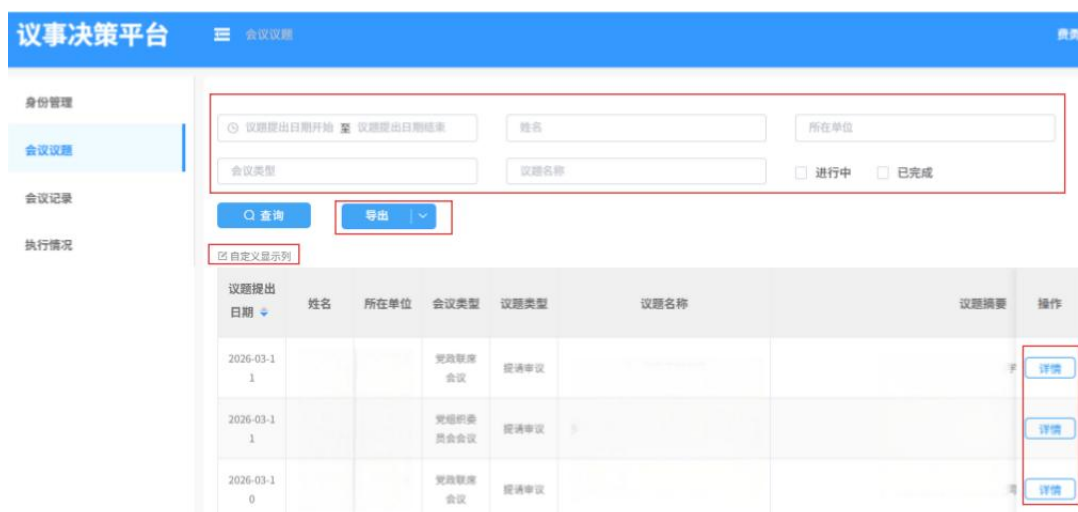 议事决策平台
会议议题
身份管理
会议议题
会议记录
执行情况
议题提出日期开始 至 议题提出日期结束
姓名
所在单位
会议类型
议题名称
进行中
已完成
查询
导出
自定义显示列
议题提出
日期
姓名
所在单位
会议类型
议题类型
议题名称
议题摘要
操作
2026-03-1
1
党政联席
会议
提请审议
详情
2026-03-1
1
党组织委
员会会议
提请审议
详情
2026-03-1
0
党政联席
会议
提请审议
详情